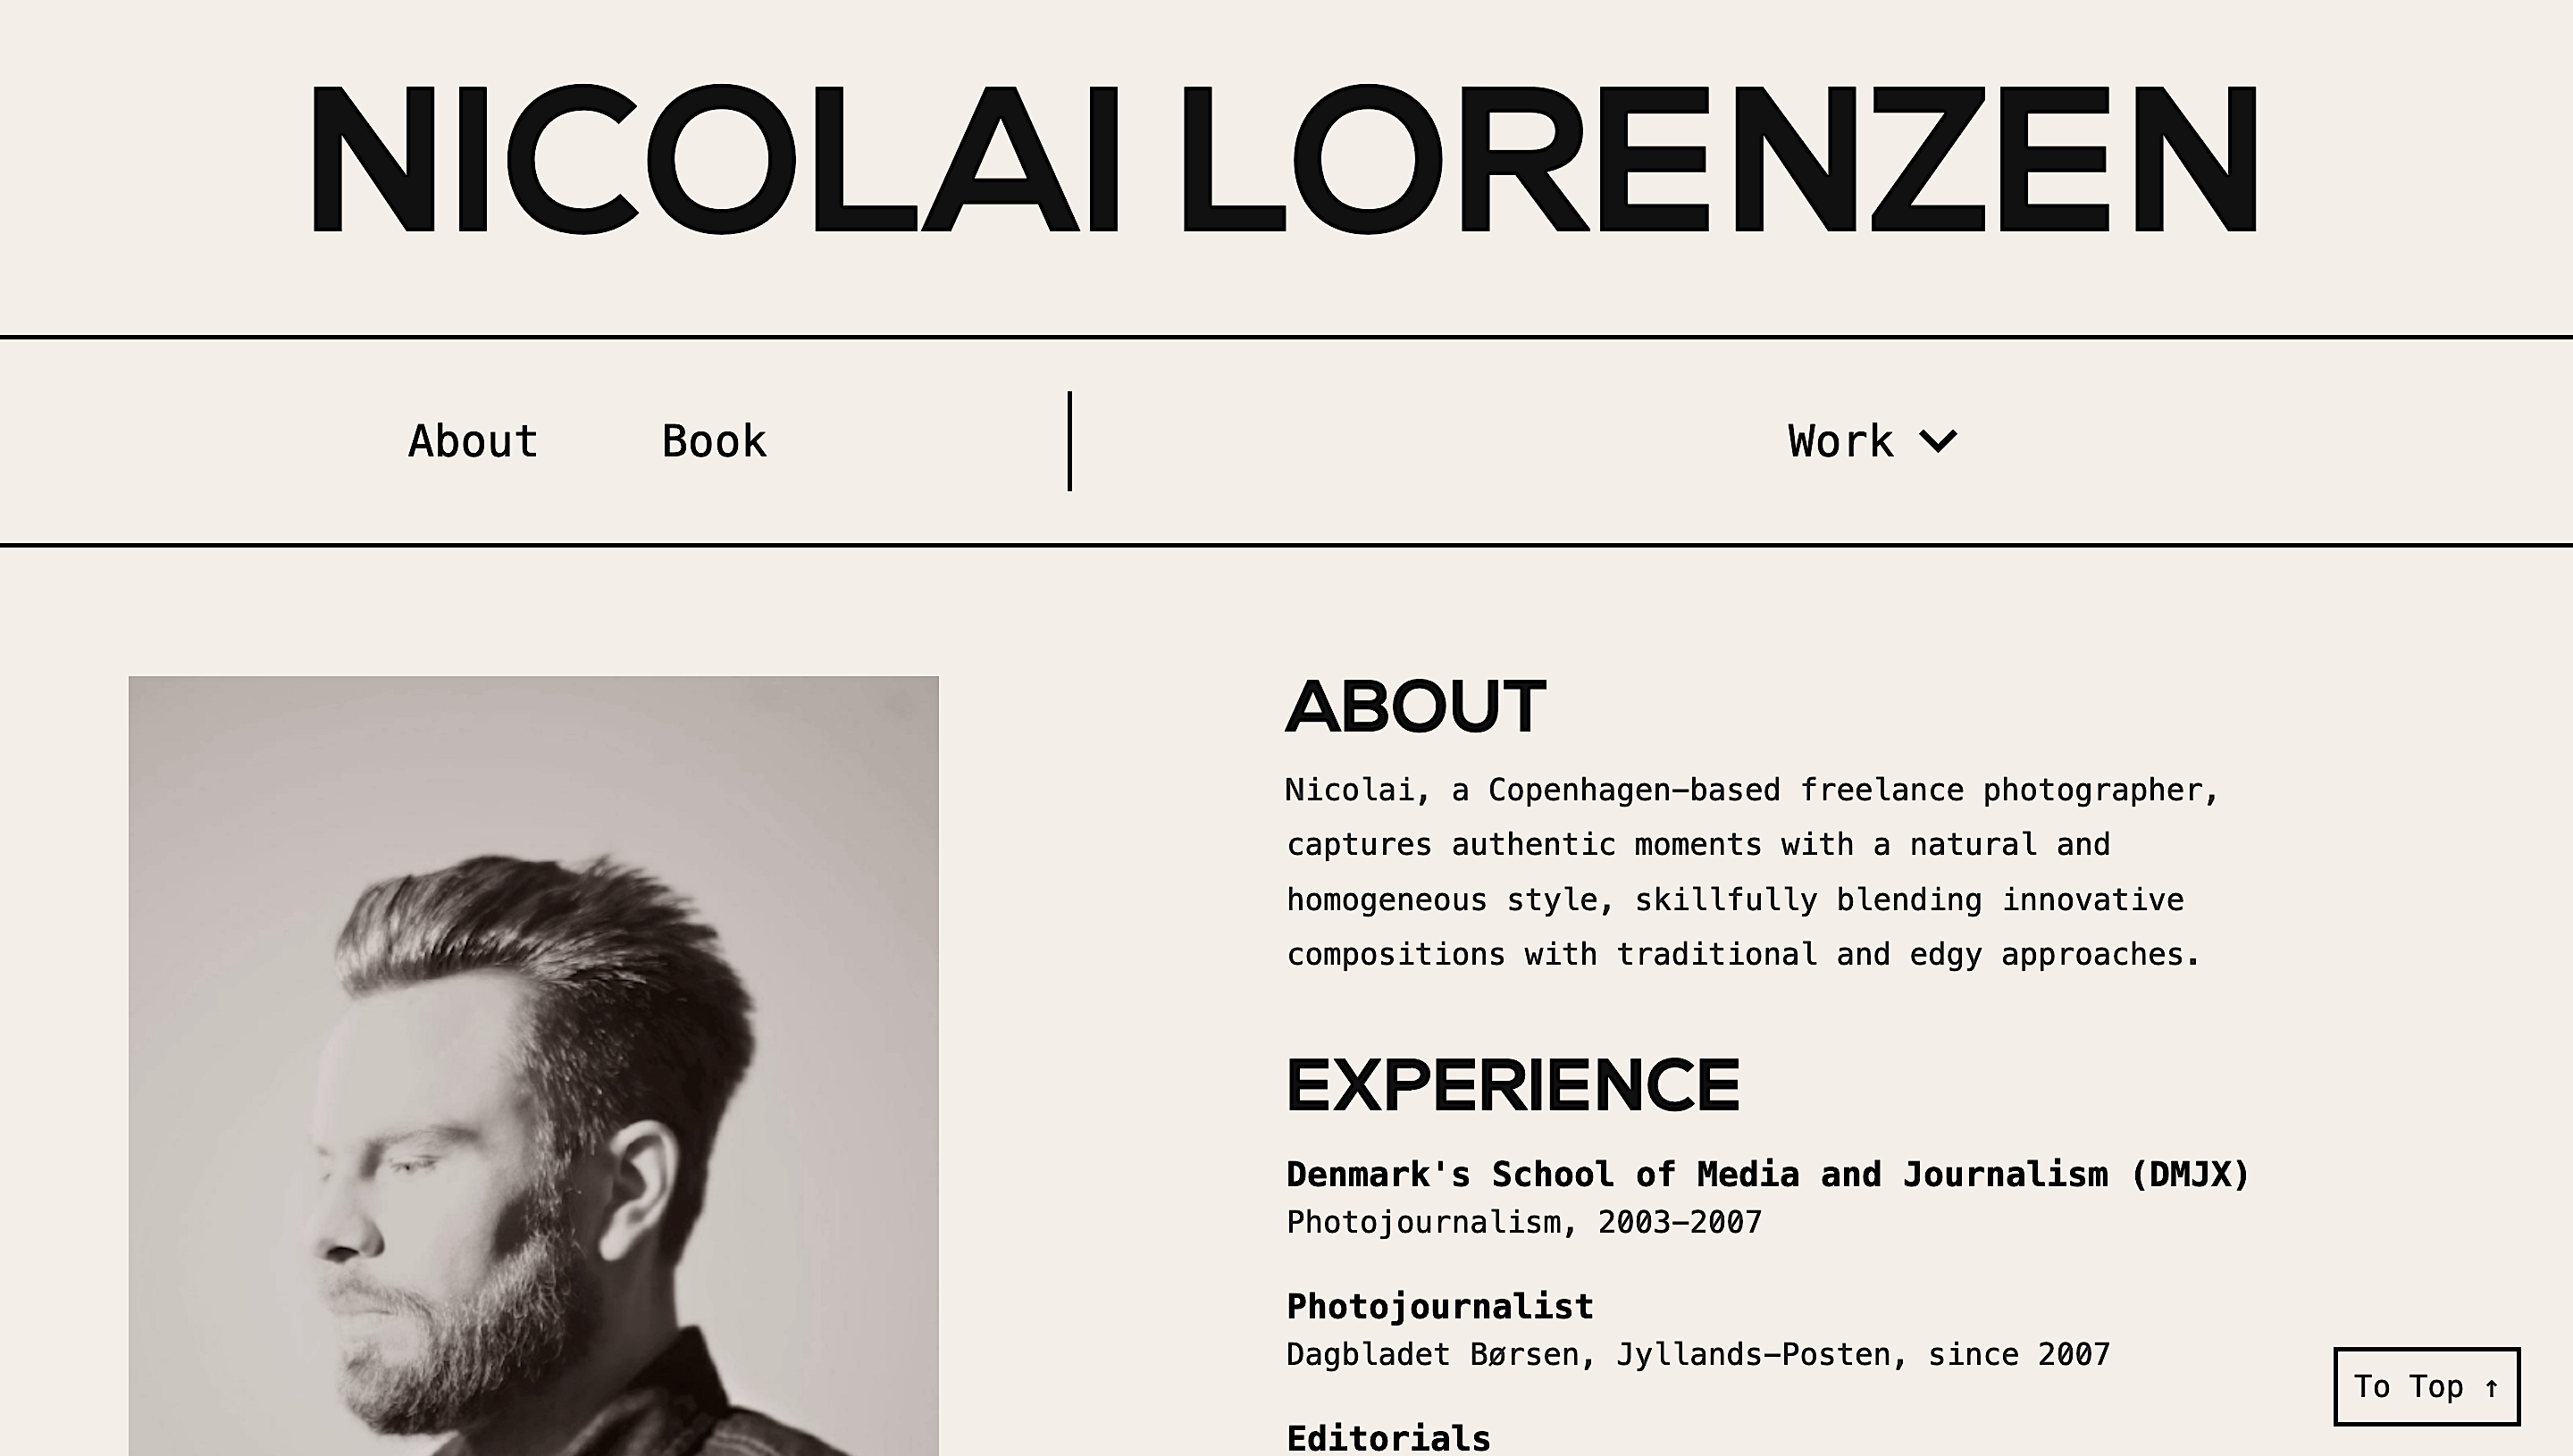 NICOLAI LORENZEN
About
Book
Work
ABOUT
Nicolai, a Copenhagen-based freelance photographer,
captures authentic moments with a natural and
homogeneous style, skillfully blending innovative
compositions with traditional and edgy approaches.
EXPERIENCE
Denmark's School of Media and Journalism (DMJX)
Photojournalism, 2003–2007
Photojournalist
Dagbladet Børsen, Jyllands-Posten, since 2007
Editorials
To Top ↑